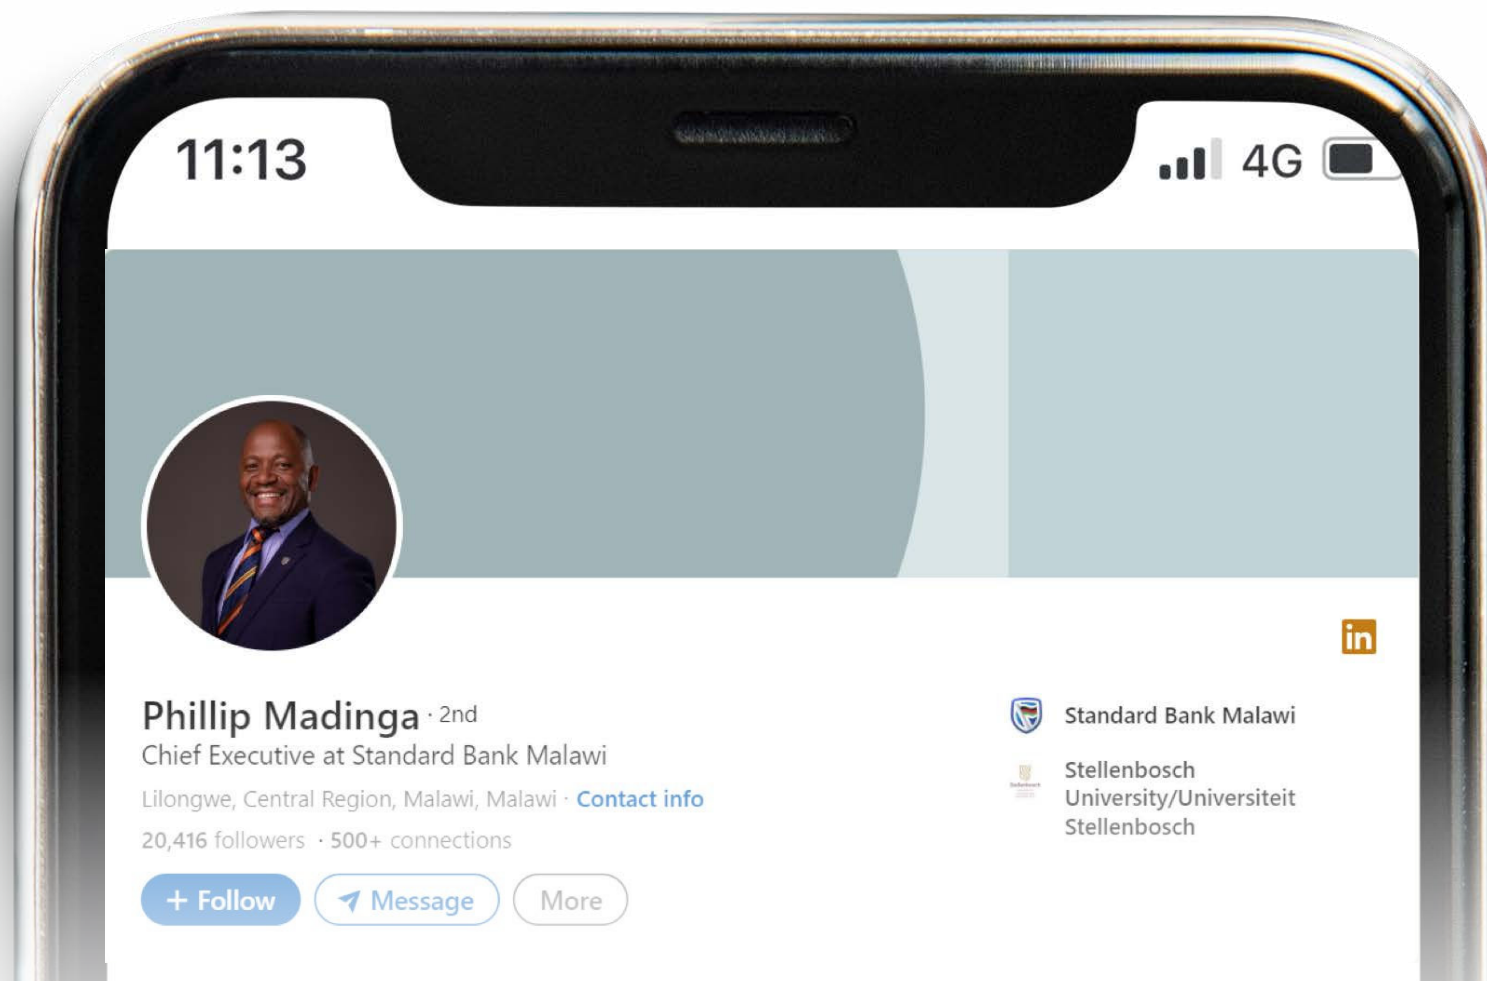 11:13
4G
in
Phillip Madinga · 2nd
Chief Executive at Standard Bank Malawi
Lilongwe, Central Region, Malawi, Malawi · Contact info
20,416 followers · 500+ connections
+ Follow
Message
More
Standard Bank Malawi
Stellenbosch
University/Universiteit
Stellenbosch